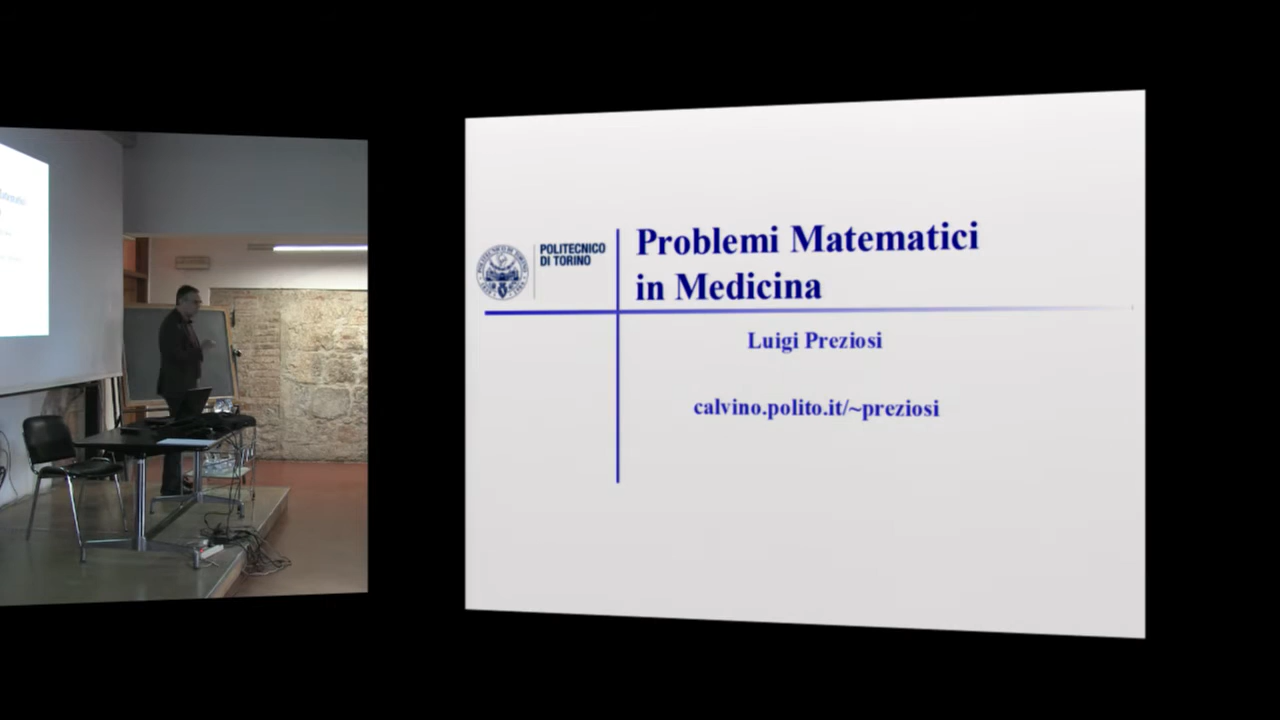 POLITECNICO
DI TORINO
Problemi Matematici
in Medicina
Luigi Preziosi
calvino.polito.it/~preziosi